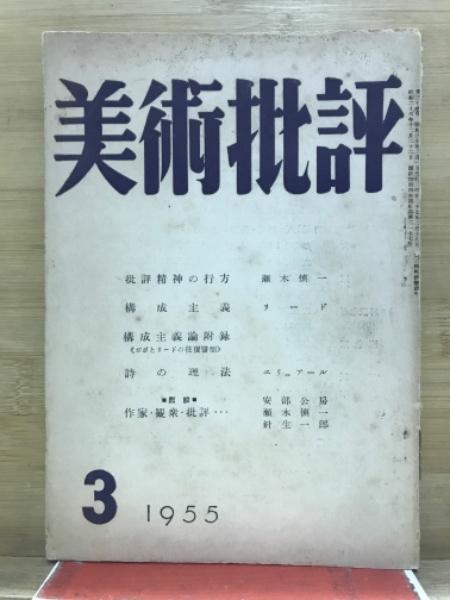 美術批評
批評精神の行方 瀬木慎一
構成主義 リード
構成主義論附録
《ガボとリードの往復書簡》
詩の理法 エリュアール
■鼎談■ 安部公房
作家・観衆・批評・・・ 瀬木慎一
針生一郎
3 1955